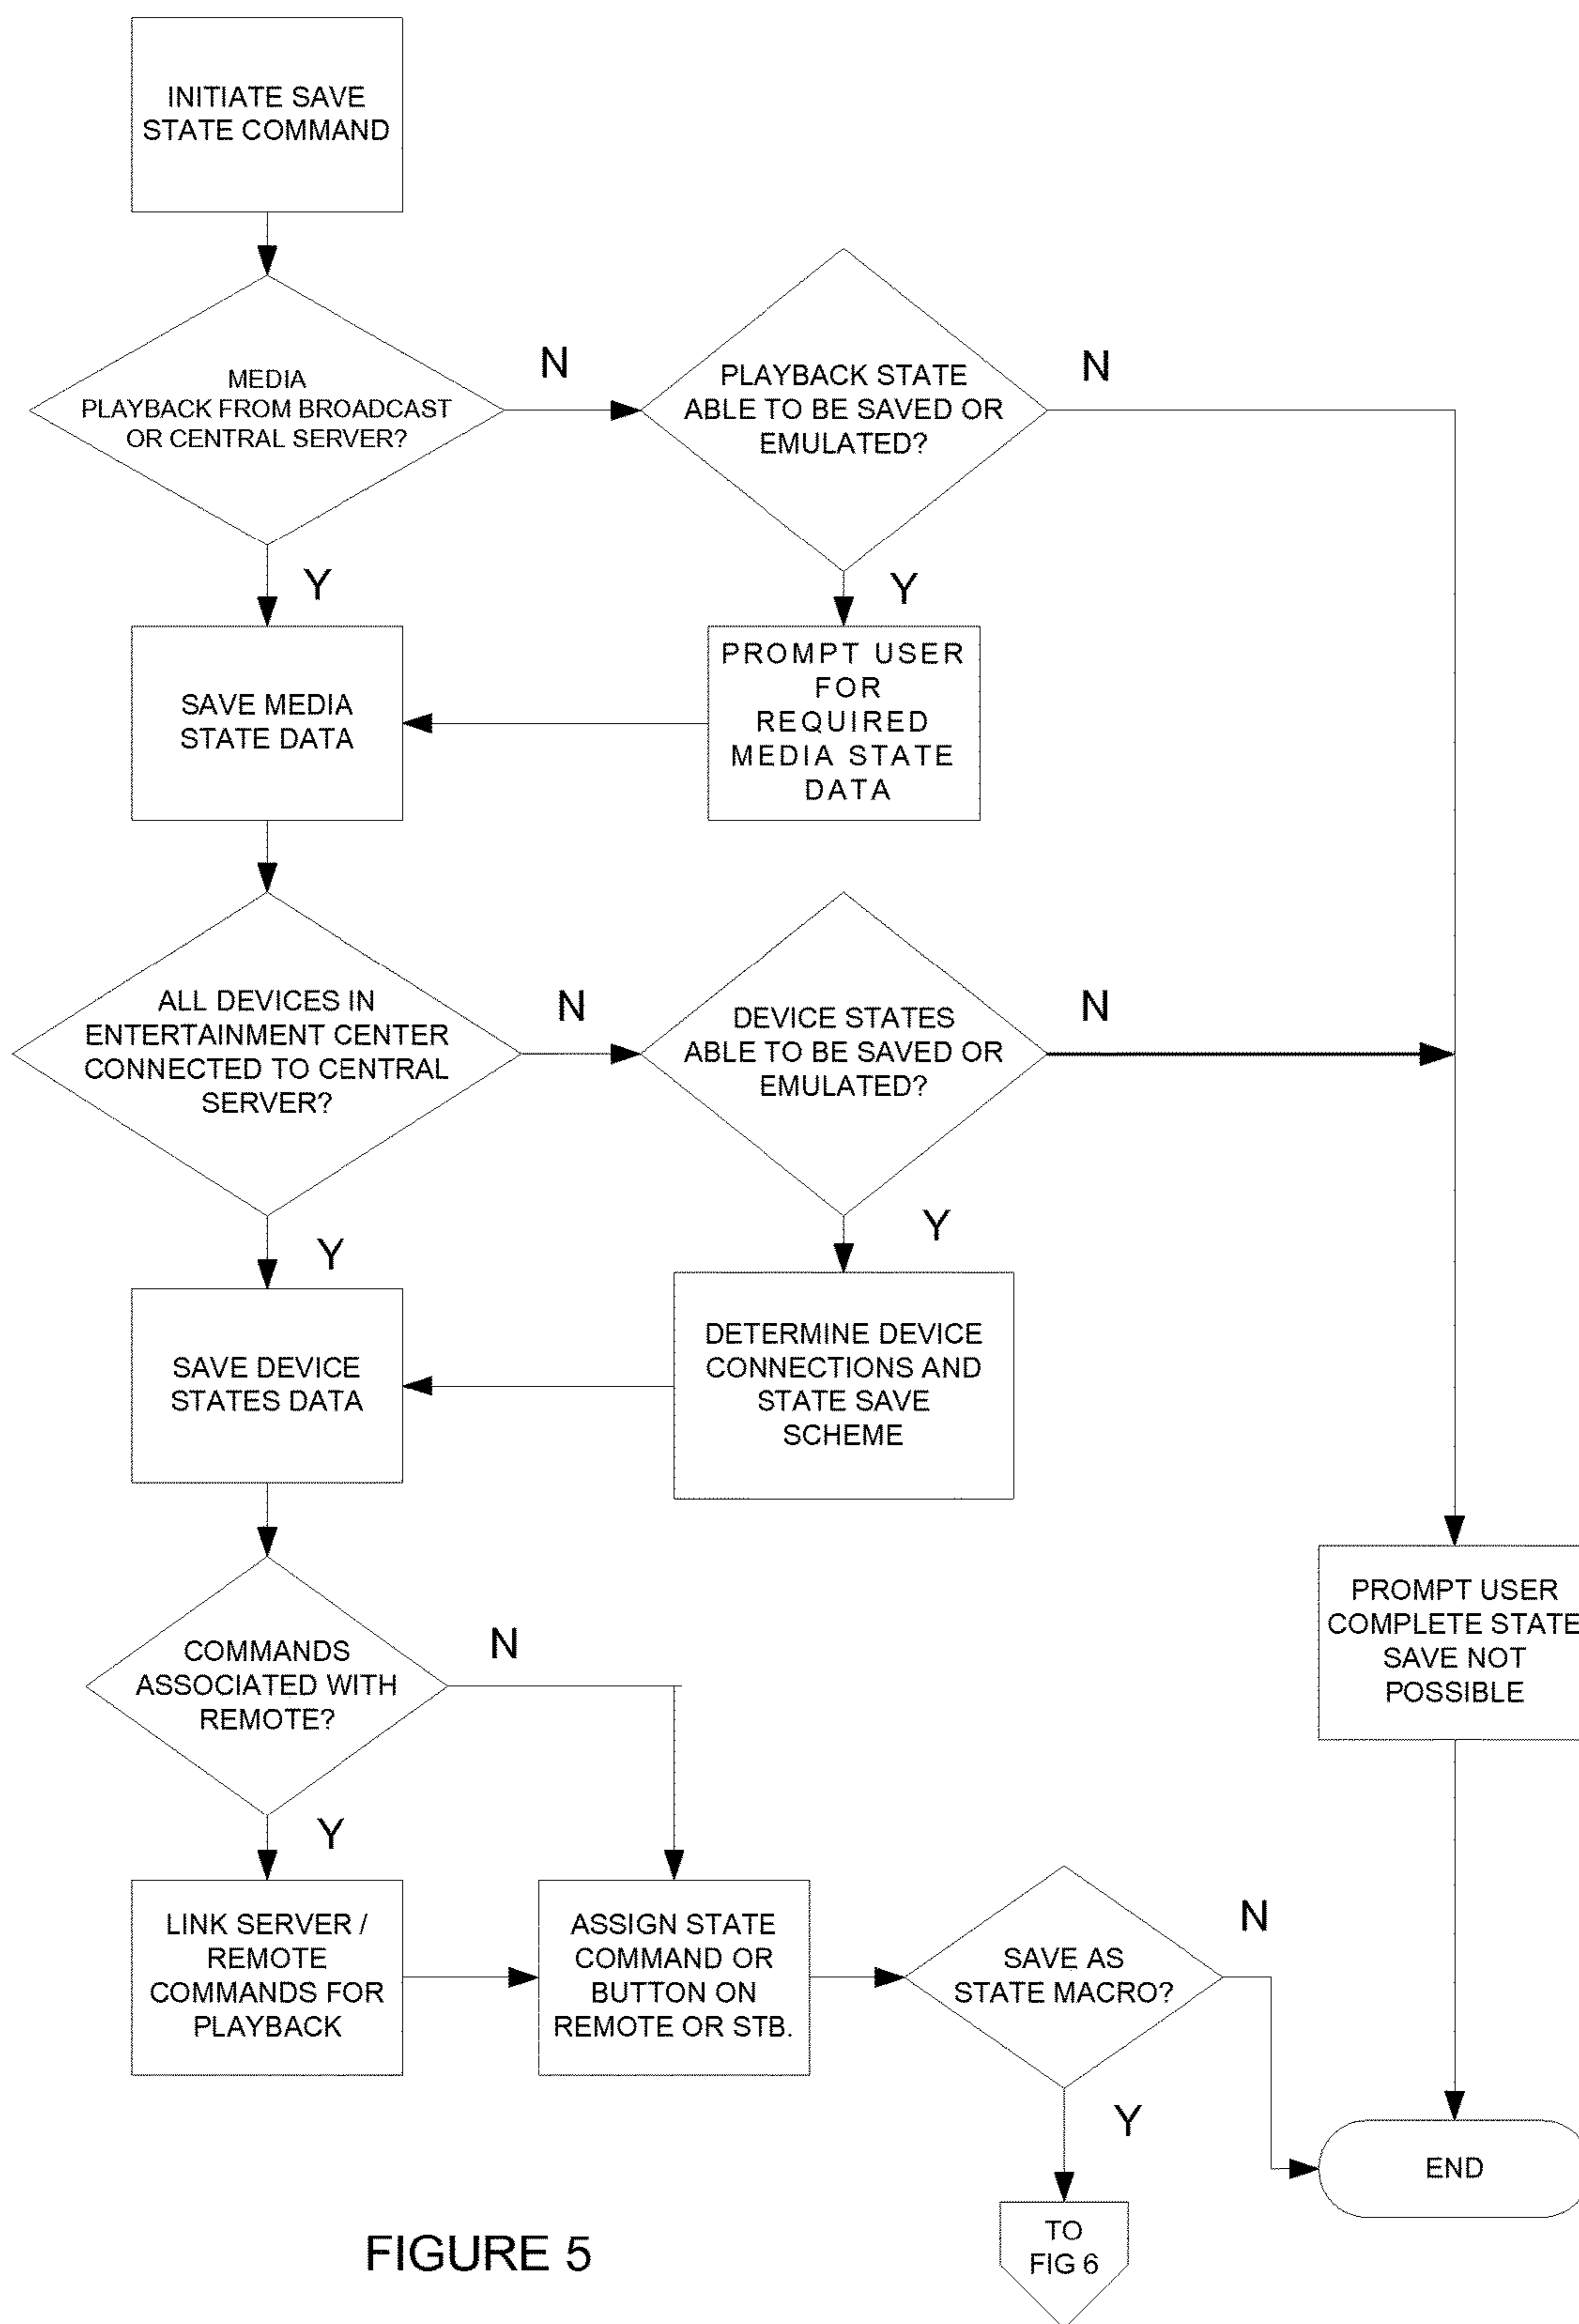 INITIATE SAVE
STATE COMMAND
MEDIA
PLAYBACK FROM BROADCAST
OR CENTRAL SERVER?
N
PLAYBACK STATE
ABLE TO BE SAVED OR
EMULATED?
N
Y
Y
SAVE MEDIA
STATE DATA
PROMPT USER
FOR
REQUIRED
MEDIA STATE
DATA
ALL DEVICES IN
ENTERTAINMENT CENTER
CONNECTED TO CENTRAL
SERVER?
N
DEVICE STATES
ABLE TO BE SAVED OR
EMULATED?
N
Y
Y
SAVE DEVICE
STATES DATA
DETERMINE DEVICE
CONNECTIONS AND
STATE SAVE
SCHEME
COMMANDS
ASSOCIATED WITH
REMOTE?
N
PROMPT USER
COMPLETE STATE
SAVE NOT
POSSIBLE
Y
LINK SERVER /
REMOTE
COMMANDS FOR
PLAYBACK
ASSIGN STATE
COMMAND OR
BUTTON ON
REMOTE OR STB.
SAVE AS
STATE MACRO?
N
Y
END
TO
FIG 6
FIGURE 5